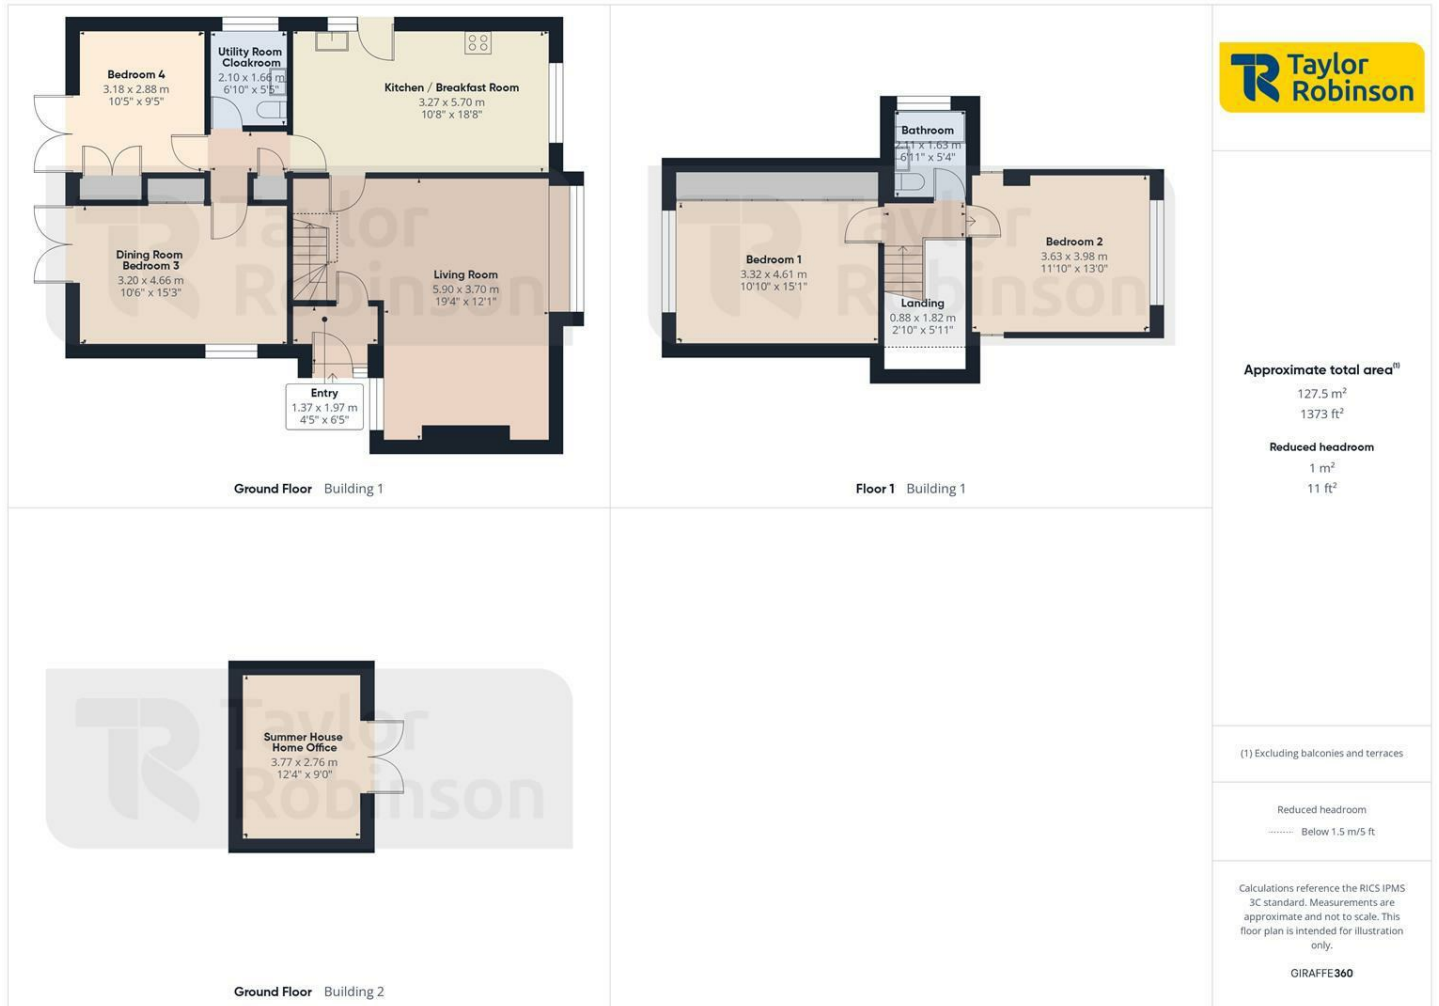 Bedroom 4
3.18 x 2.88 m
10'5" x 9'5"
Utility Room
Cloakroom
2.10 x 1.66 m
6'10" x 5'5"
Kitchen / Breakfast Room
3.27 x 5.70 m
10'8" x 18'8"
Dining Room
Bedroom 3
3.20 x 4.66 m
10'6" x 15'3"
Living Room
5.90 x 3.70 m
19'4" x 12'1"
Entry
1.37 x 1.97 m
4'5" x 6'5"
Taylor
Robinson
Ground Floor Building 1
Bathroom
2.11 x 1.63 m
6'11" x 5'4"
Bedroom 1
3.32 x 4.61 m
10'10" x 15'1"
Bedroom 2
3.63 x 3.98 m
11'10" x 13'0"
Landing
0.88 x 1.82 m
2'10" x 5'11"
Taylor
Robinson
Floor 1 Building 1
Summer House
Home Office
3.77 x 2.76 m
12'4" x 9'0"
Taylor
Robinson
Ground Floor Building 2
Taylor
Robinson
Approximate total area(1)
127.5 m²
1373 ft²
Reduced headroom
1 m²
11 ft²
(1) Excluding balconies and terraces
Reduced headroom
Below 1.5 m/5 ft
Calculations reference the RICS IPMS
3C standard. Measurements are
approximate and not to scale. This
floor plan is intended for illustration
only.
GIRAFFE360